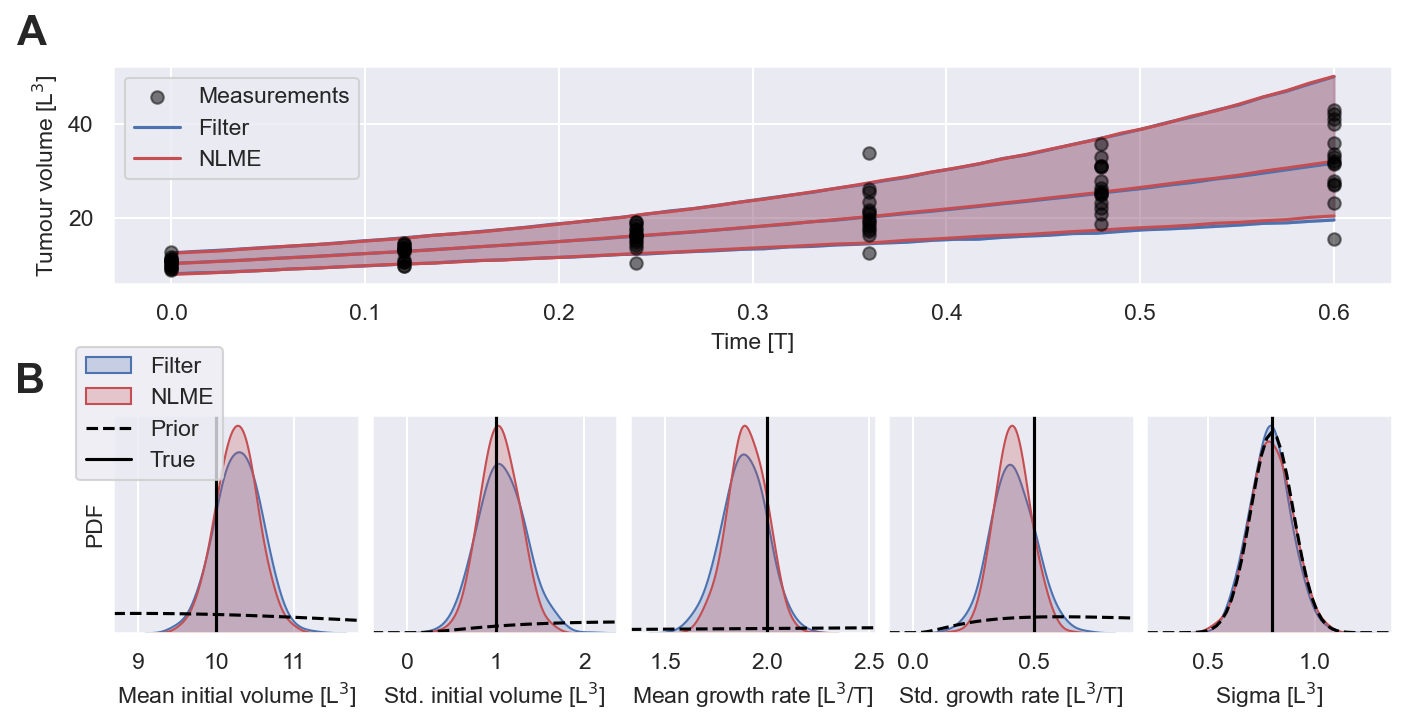 A
Tumour volume [L³]
40
20
Measurements
Filter
NLME
0.0 0.1 0.2 0.3 0.4 0.5 0.6
Time [T]
B
Filter
NLME
Prior
True
PDF
9 10 11
Mean initial volume [L³]
0 1 2
Std. initial volume [L³]
1.5 2.0 2.5
Mean growth rate [L³/T]
0.0 0.5
Std. growth rate [L³/T]
0.5 1.0
Sigma [L³]